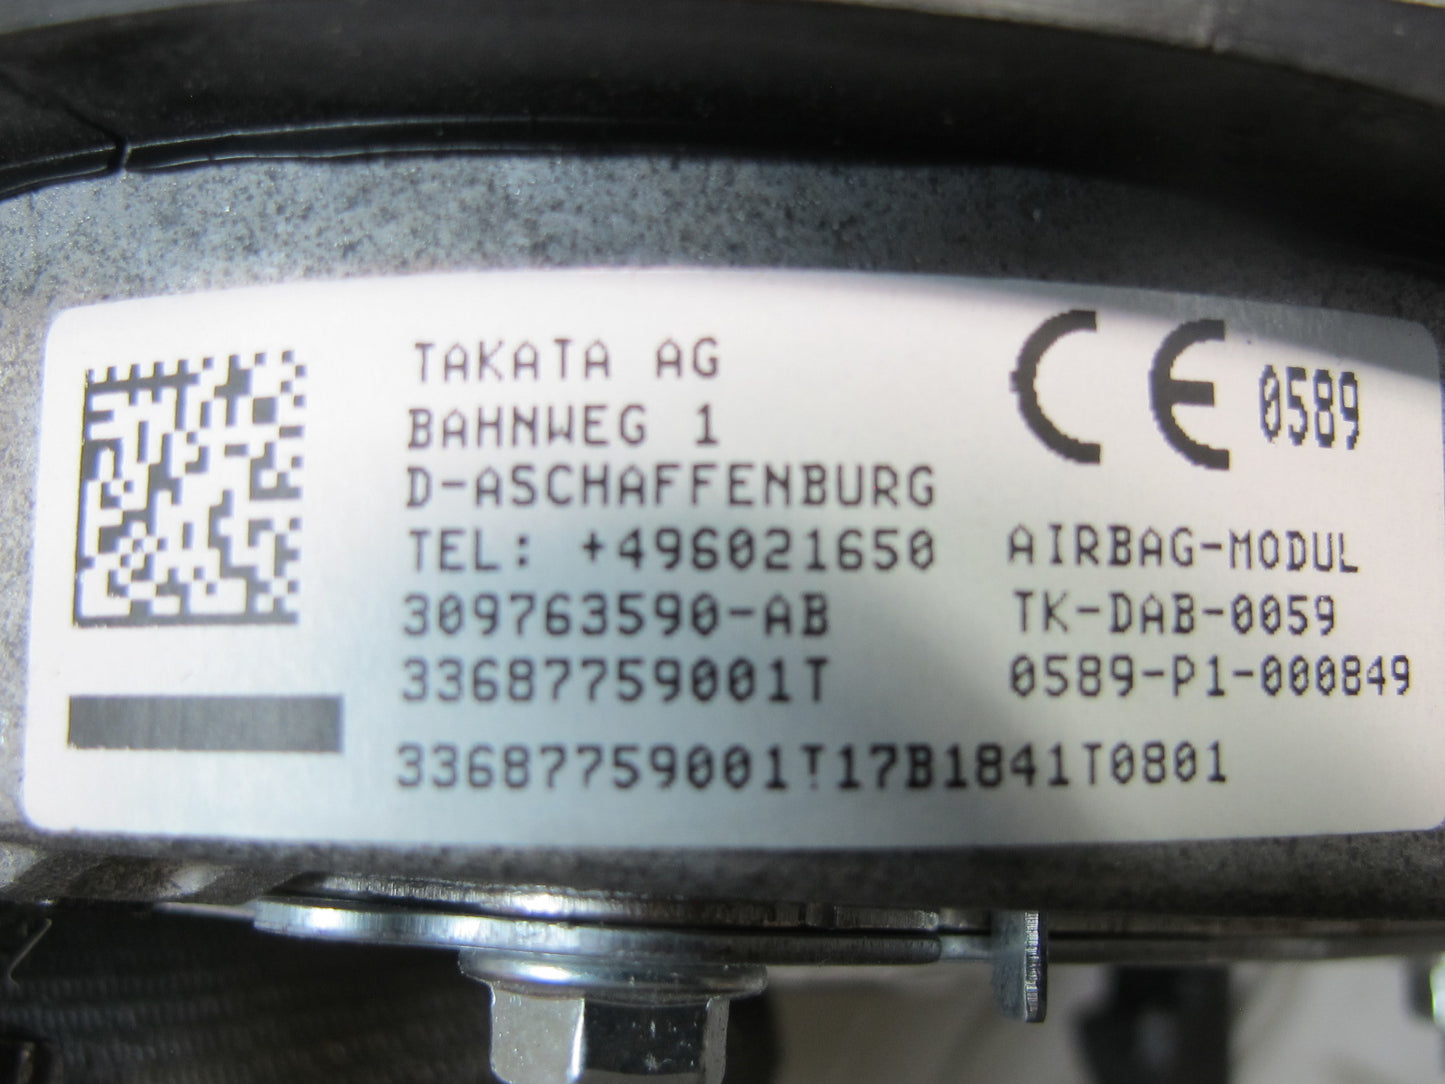 TAKATA AG
BAHNWEG 1
D-ASCHAFFENBURG
TEL: +496021650
309763590-AB
33687759001T
33687759001T17B1841T0801
CE 0589
AIRBAG-MODUL
TK-DAB-0059
0589-P1-000849